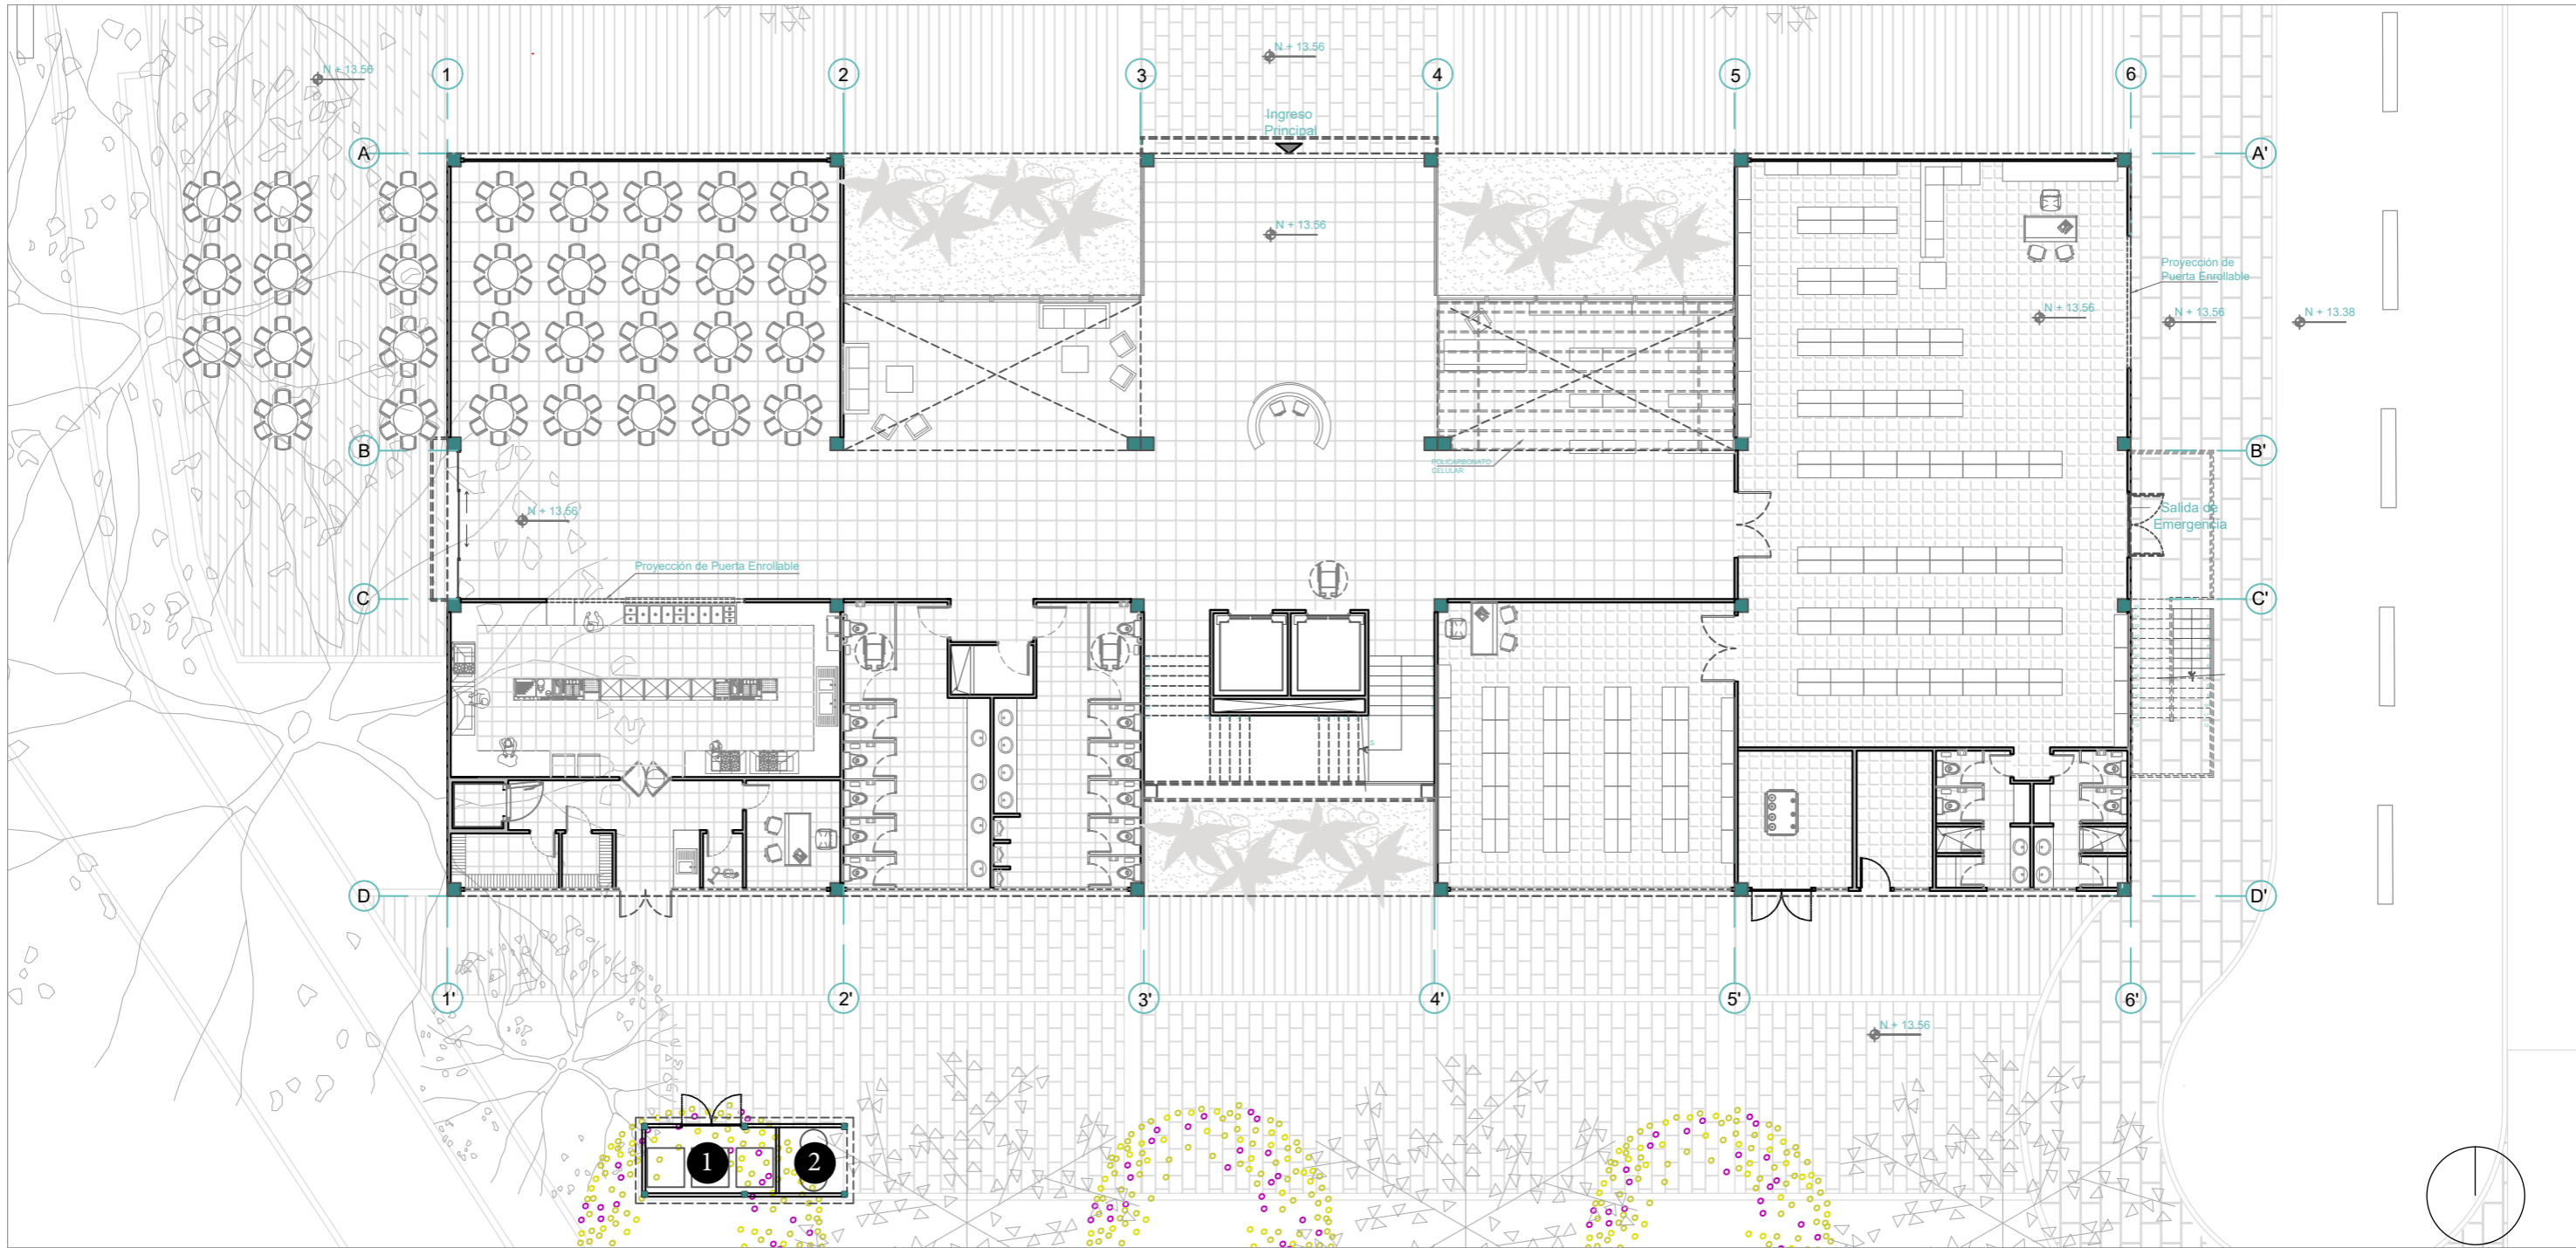 N + 13.56
N + 13.56
1
2
3
4
5
6
Ingreso
Principal
A
A'
N + 13.56
Proyección de
Puerta Enrollable
N + 13.56
N + 13.56
N + 13.38
B
B'
POLICARBONATO
CELULAR
N + 13.56
Salida de
Emergencia
Proyección de Puerta Enrollable
C
C'
S
D
D'
1'
2'
3'
4'
5'
6'
N + 13.56
1
2